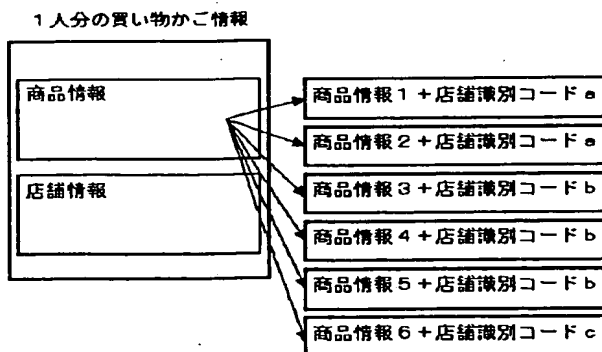 1人分の買い物かご情報
商品情報
店舗情報
商品情報1+店舗識別コードa
商品情報2+店舗識別コードa
商品情報3+店舗識別コードb
商品情報4+店舗識別コードb
商品情報5+店舗識別コードb
商品情報6+店舗識別コードc